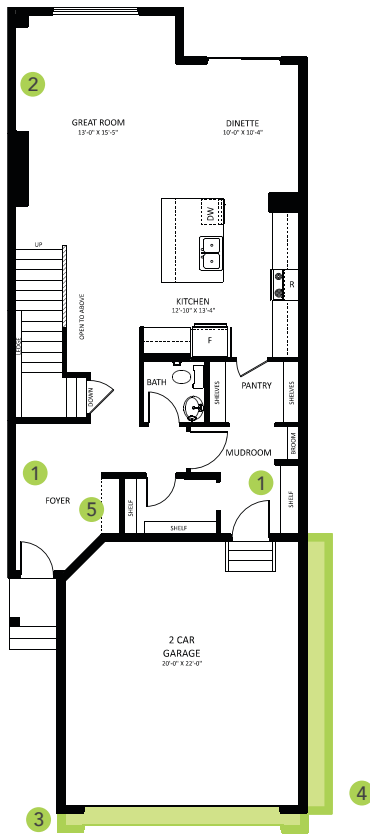 2
GREAT ROOM
13'-0" X 15'-5"
DINETTE
10'-0" X 10'-4"
DW
UP
OPEN TO ABOVE
LEDGE
KITCHEN
12'-10" X 13'-4"
R
F
BATH
PANTRY
SHELVES
SHELVES
DOWN
MUDROOM
BROOM
1
FOYER
1
5
SHELF
SHELF
SHELF
2 CAR
GARAGE
20'-0" X 22'-0"
3
4